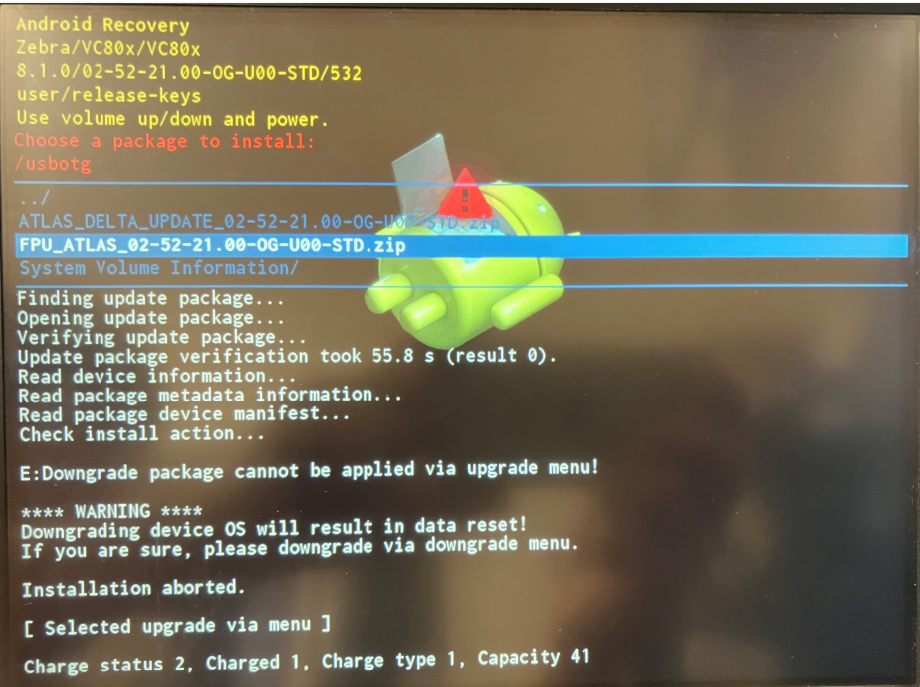 Android Recovery
Zebra/VC80x/VC80x
8.1.0/02-52-21.00-OG-U00-STD/532
user/release-keys
Use volume up/down and power.
Choose a package to install:
/usbotg
../
ATLAS_DELTA_UPDATE_02-52-21.00-OG-U00-STD.zip
FPU_ATLAS_02-52-21.00-OG-U00-STD.zip
System Volume Information/
Finding update package...
Opening update package...
Verifying update package...
Update package verification took 55.8 s (result 0).
Read device information...
Read package metadata information...
Read package device manifest...
Check install action...
E:Downgrade package cannot be applied via upgrade menu!
**** WARNING ****
Downgrading device OS will result in data reset!
If you are sure, please downgrade via downgrade menu.
Installation aborted.
[ Selected upgrade via menu ]
Charge status 2, Charged 1, Charge type 1, Capacity 41